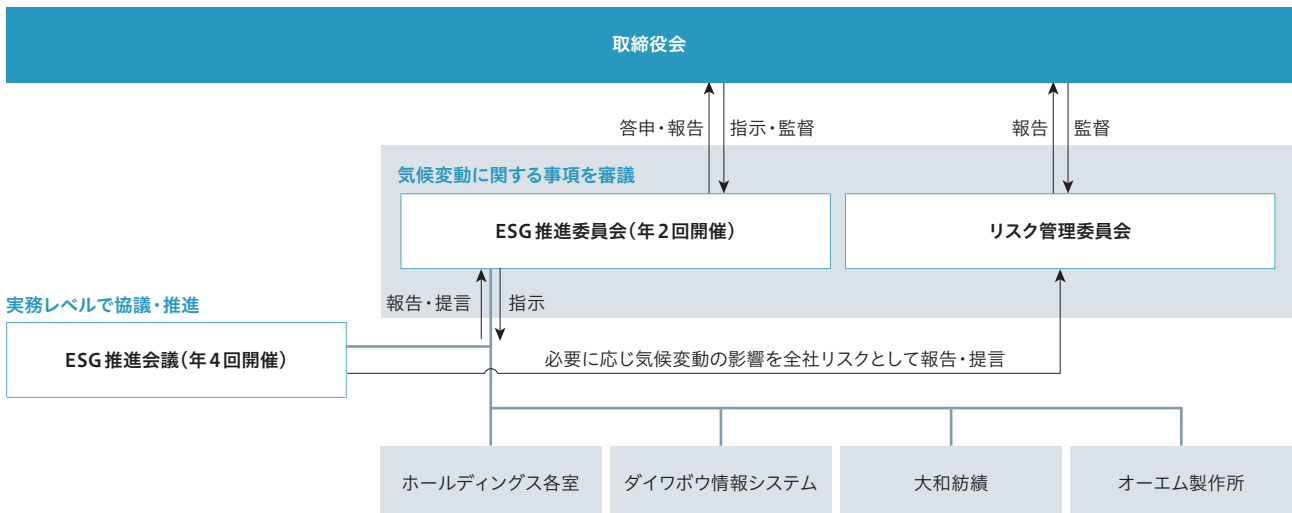 取締役会
答申・報告
指示・監督
報告
監督
気候変動に関する事項を審議
ESG推進委員会(年2回開催)
リスク管理委員会
報告・提言
指示
実務レベルで協議・推進
ESG推進会議(年4回開催)
必要に応じ気候変動の影響を全社リスクとして報告・提言
ホールディングス各室
ダイワボウ情報システム
大和紡績
オーエム製作所